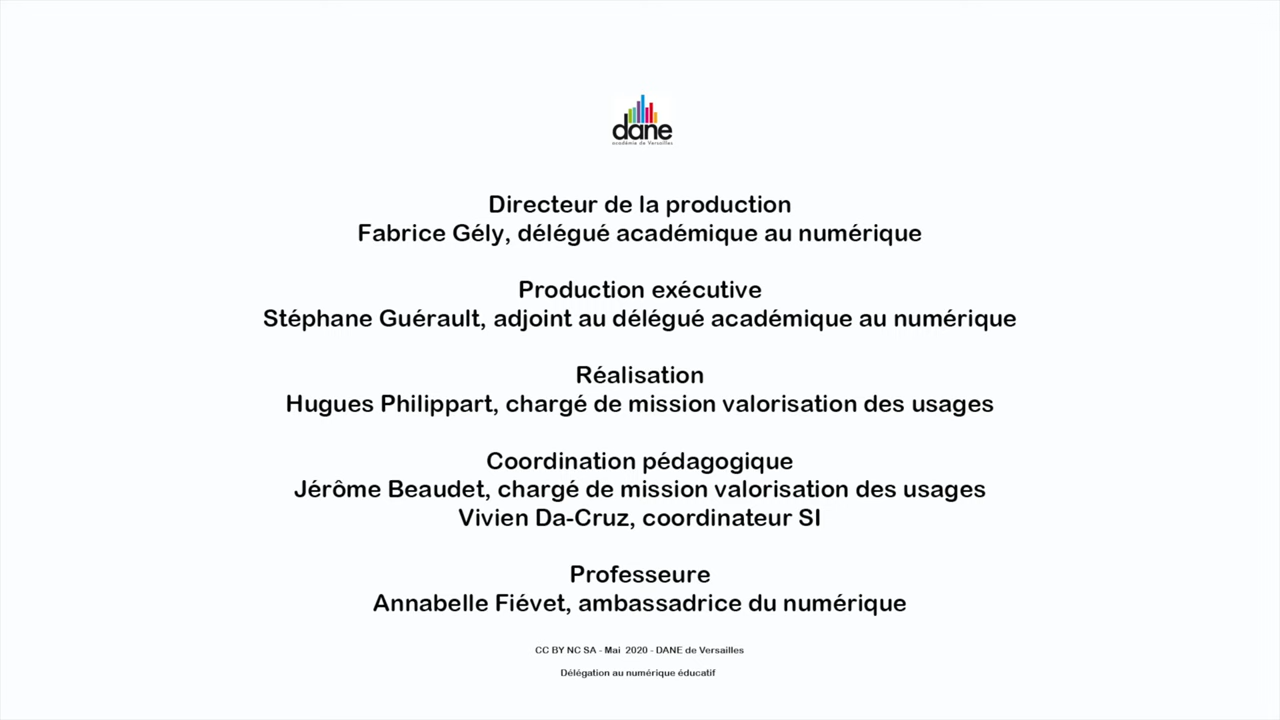 dane
académie de Versailles
Directeur de la production
Fabrice Gély, délégué académique au numérique
Production exécutive
Stéphane Guérault, adjoint au délégué académique au numérique
Réalisation
Hugues Philippart, chargé de mission valorisation des usages
Coordination pédagogique
Jérôme Beaudet, chargé de mission valorisation des usages
Vivien Da-Cruz, coordinateur SI
Professeure
Annabelle Fiévet, ambassadrice du numérique
CC BY NC SA - Mai 2020 - DANE de Versailles
Délégation au numérique éducatif